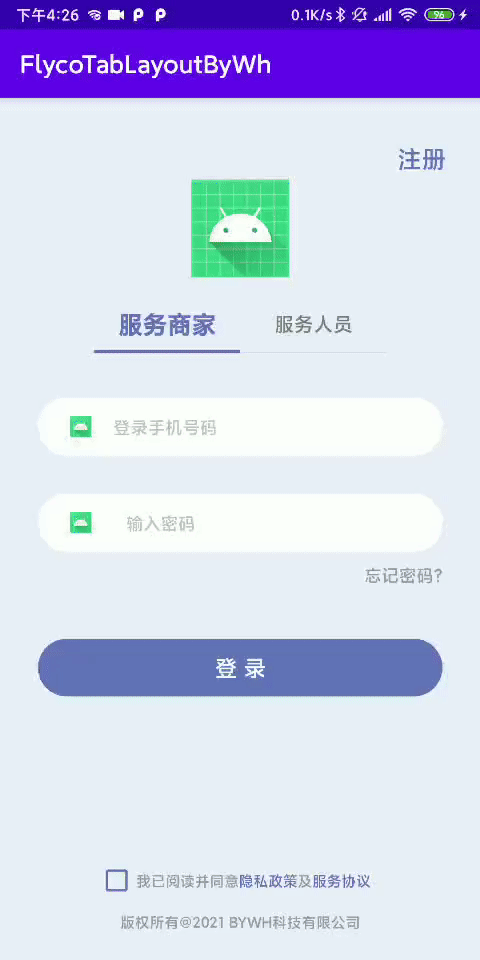 下午4:26 0.1K/s 96
FlycoTabLayoutByWh
注册
服务商家 服务人员
登录手机号码
输入密码
忘记密码?
登 录
我已阅读并同意隐私政策及服务协议
版权所有@2021 BYWH科技有限公司